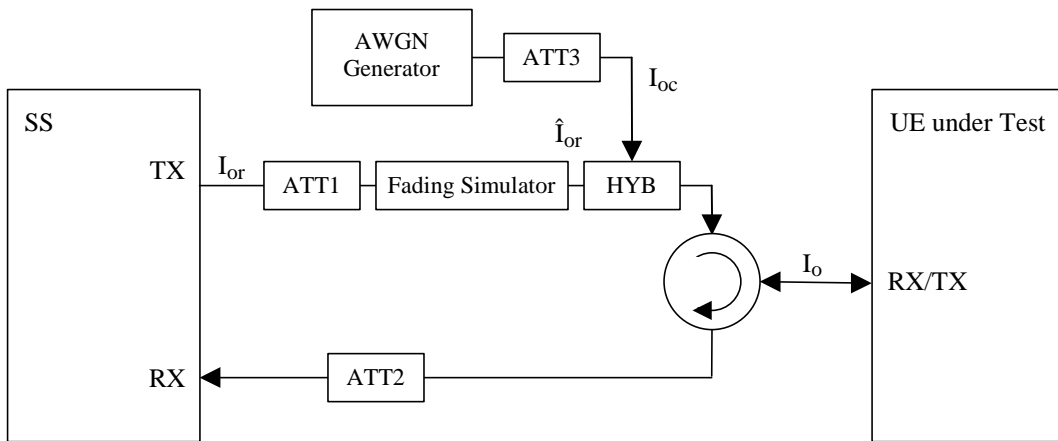 AWGN
Generator
ATT3
I_oc
SS
UE under Test
Î_or
TX
I_or
ATT1
Fading Simulator
HYB
I_o
RX/TX
RX
ATT2